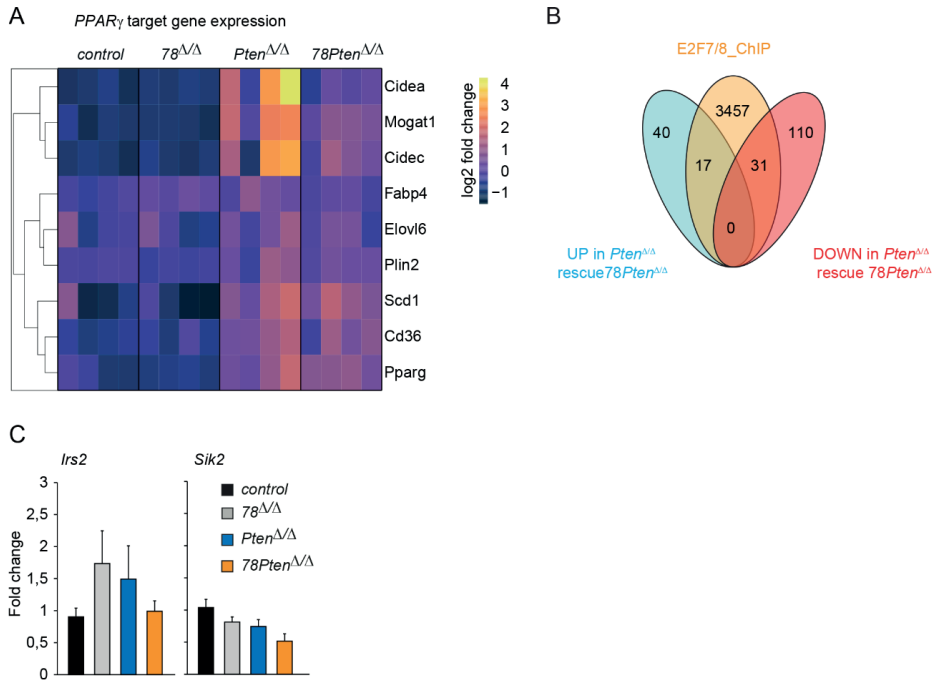 A
PPARγ target gene expression
control 78Δ/Δ PtenΔ/Δ 78PtenΔ/Δ
Cidea
Mogat1
Cidec
Fabp4
Elovl6
Plin2
Scd1
Cd36
Pparg
4
3
2
1
0
−1
log2 fold change
B
E2F7/8_ChIP
3457
40
110
17
31
0
UP in PtenΔ/Δ
rescue78PtenΔ/Δ
DOWN in PtenΔ/Δ
rescue 78PtenΔ/Δ
C
Irs2
Sik2
Fold change
3
2,5
2
1,5
1
0,5
0
control
78Δ/Δ
PtenΔ/Δ
78PtenΔ/Δ